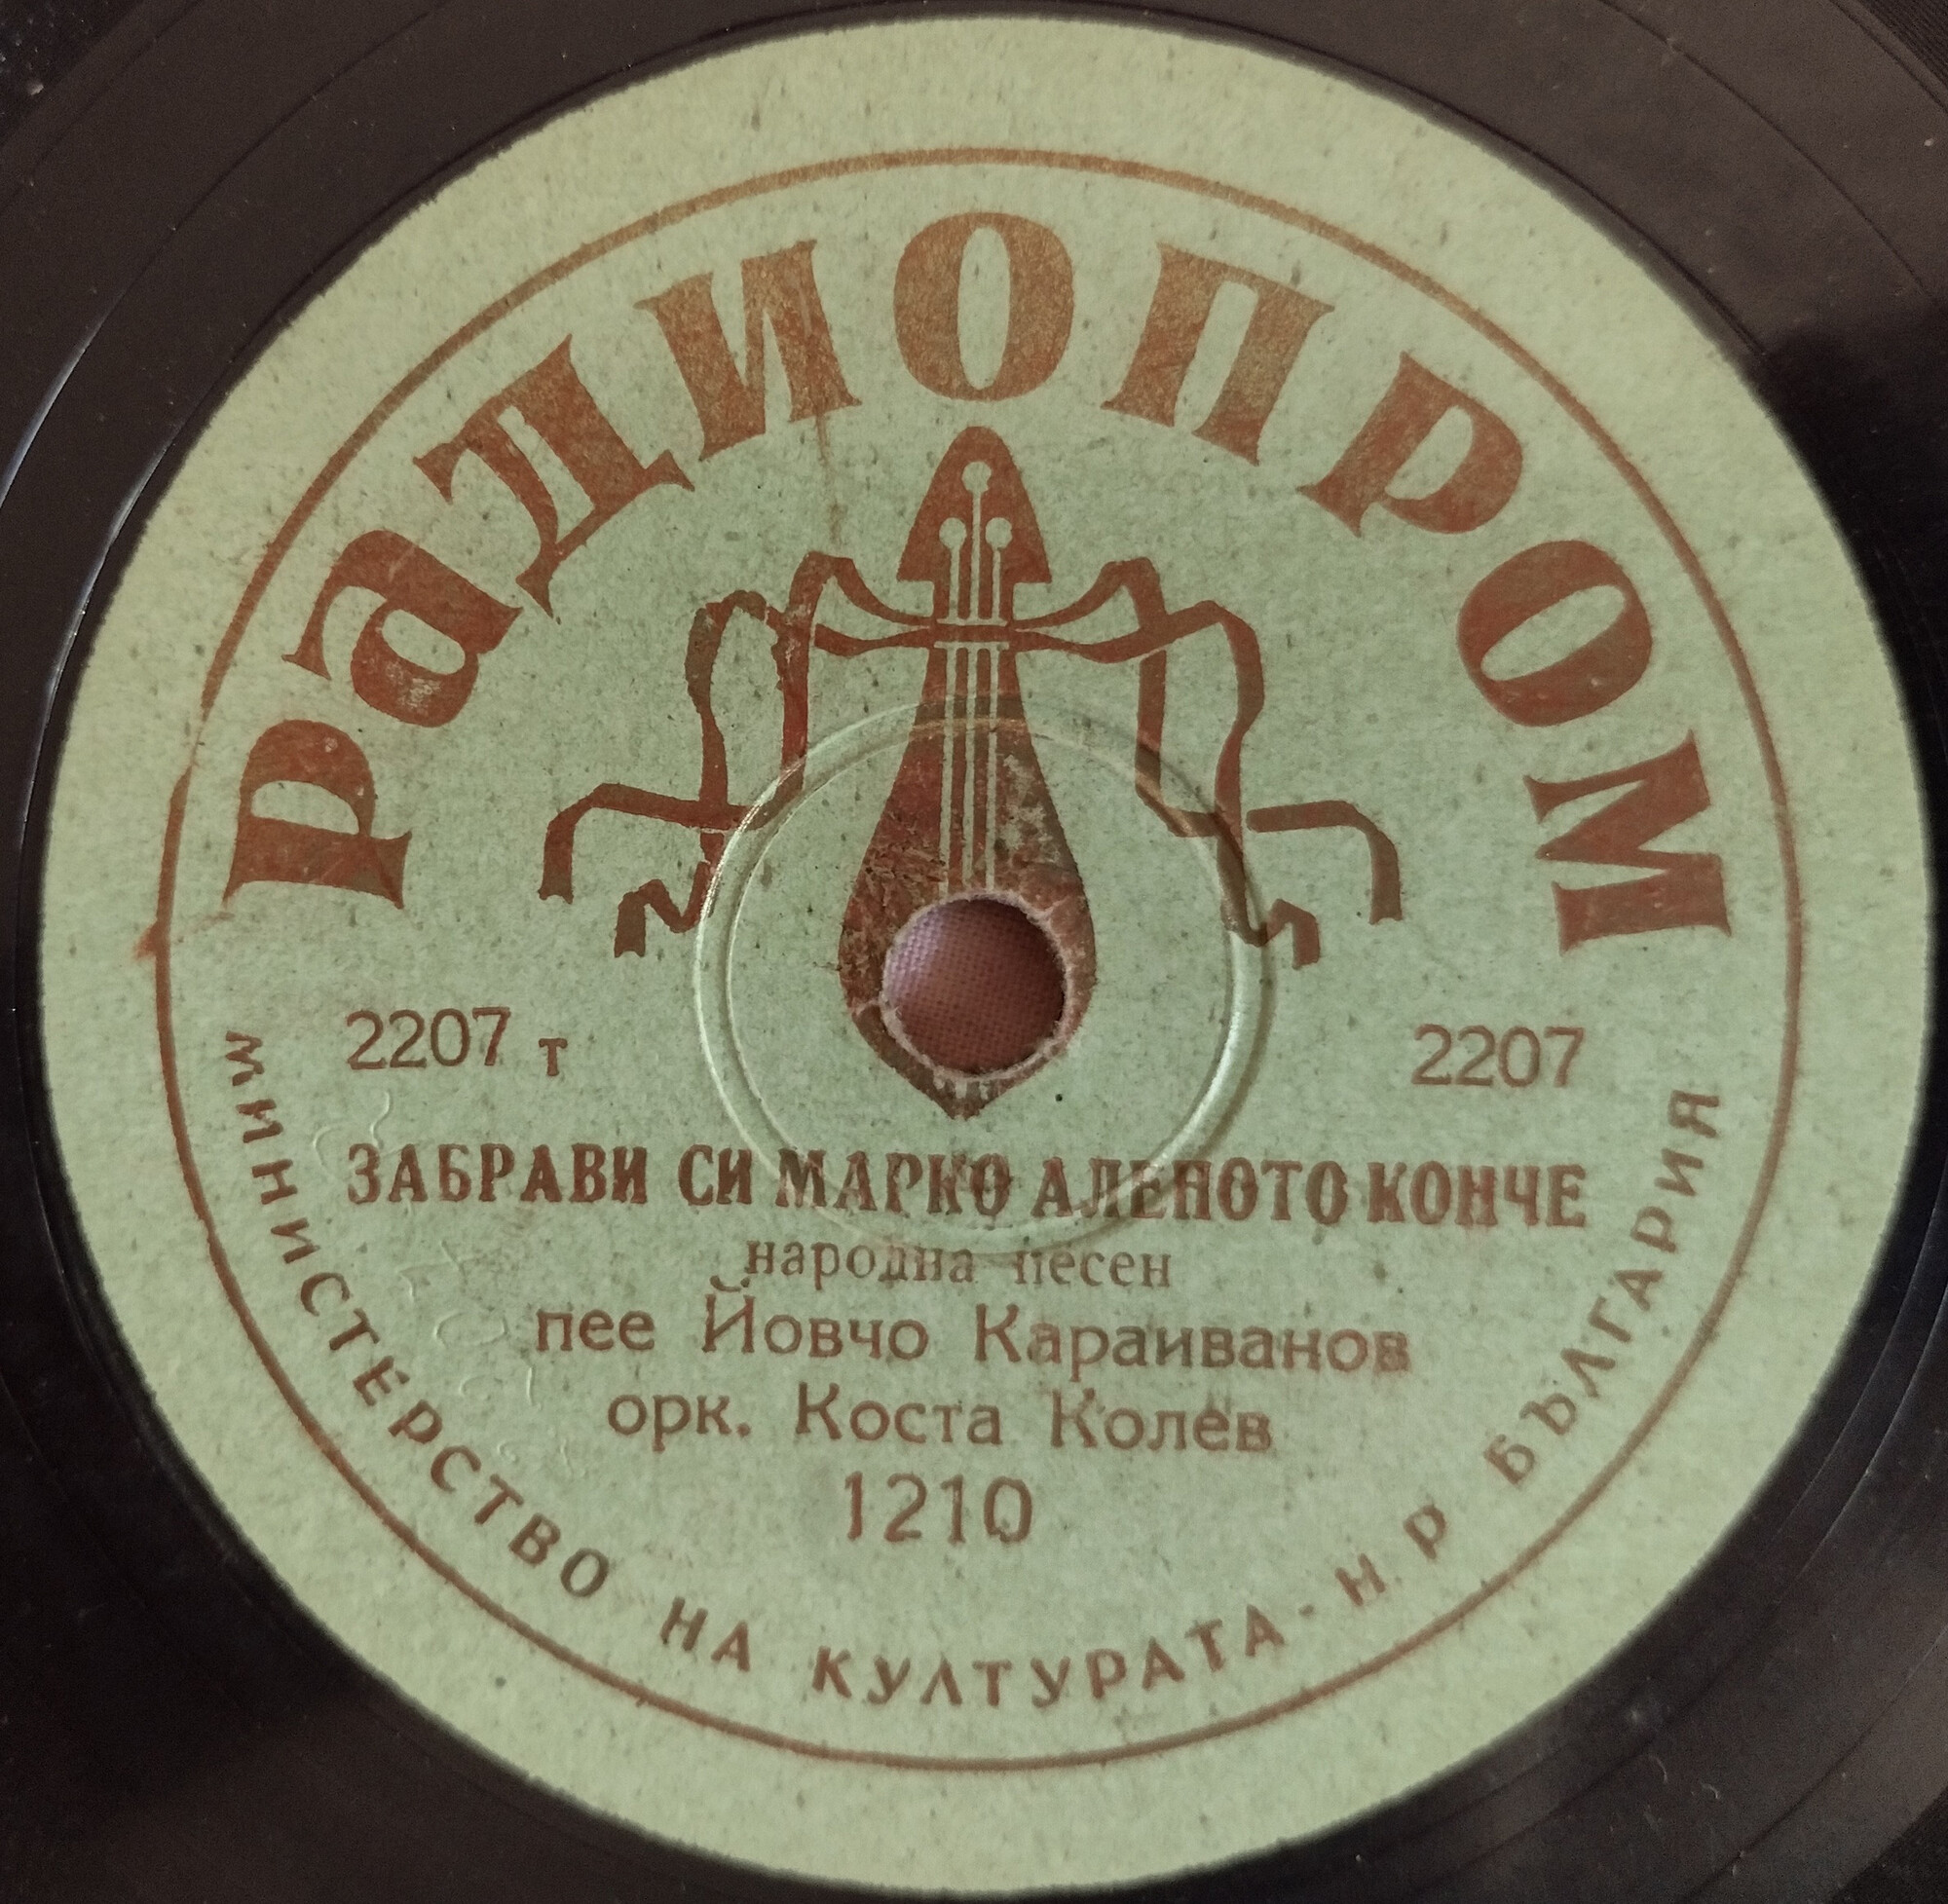 РАДИОПРОМ
2207 т
2207
ЗАБРАВИ СИ МАРКО АЛЕНОТО КОНЧЕ
народна песен
пее Йовчо Караиванов
орк. Коста Колев
1210
МИНИСТЕРСТВО НА КУЛТУРАТА - Н. Р БЪЛГАРИЯ